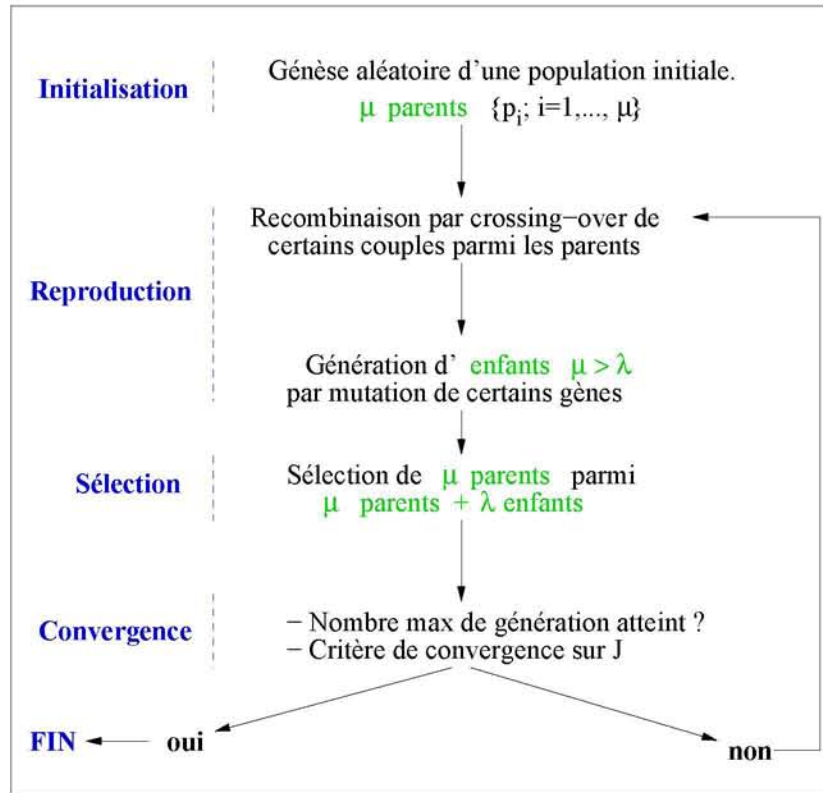 Initialisation
Génèse aléatoire d'une population initiale.
μ parents {p_i; i=1,..., μ}
Reproduction
Recombinaison par crossing−over de
certains couples parmi les parents
Génération d' enfants μ > λ
par mutation de certains gènes
Sélection
Sélection de μ parents parmi
μ parents + λ enfants
Convergence
− Nombre max de génération atteint ?
− Critère de convergence sur J
FIN
oui
non